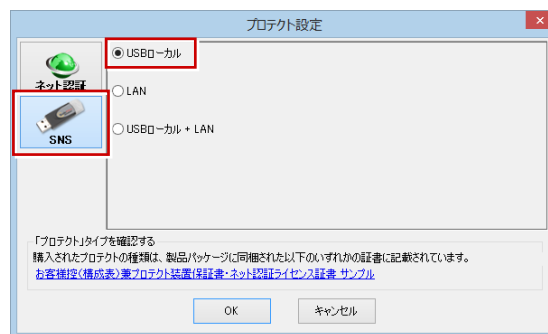 プロテクト設定
ネット認証
SNS
USBローカル
LAN
USBローカル + LAN
「プロテクト」タイプを確認する
購入されたプロテクトの種類は、製品パッケージに同梱された以下のいずれかの証書に記載されています。
お客様控(構成表)兼プロテクト装置保証書・ネット認証ライセンス証書 サンプル
OK
キャンセル